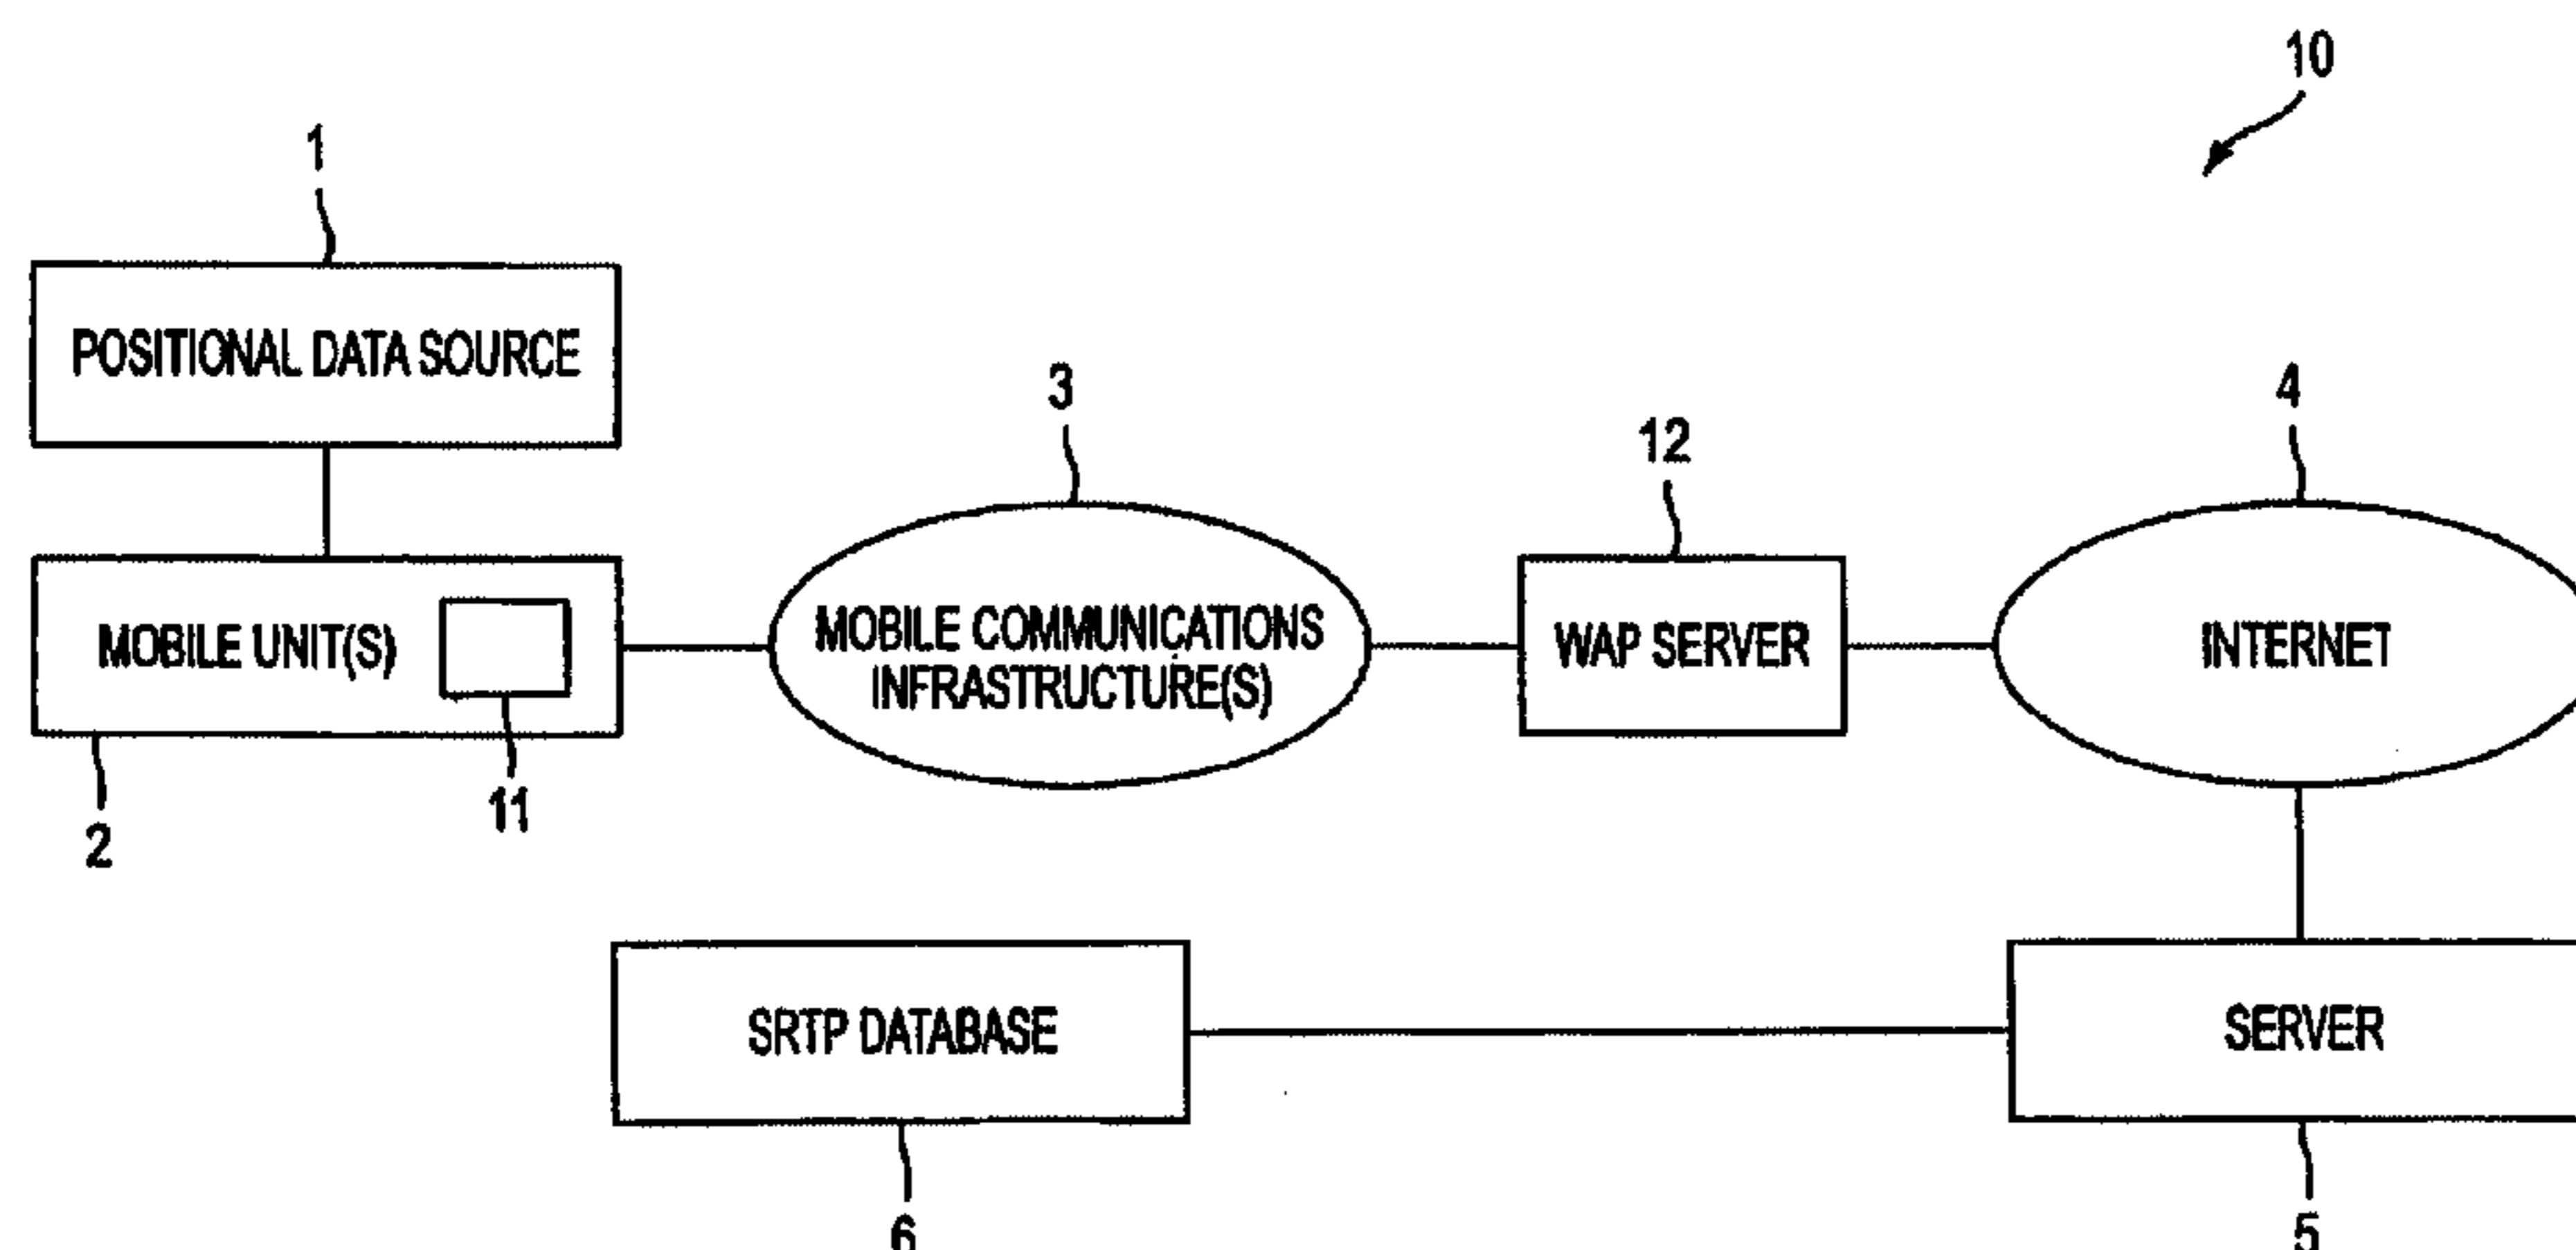 10
1
POSITIONAL DATA SOURCE
3
4
12
MOBILE UNIT(S)
MOBILE COMMUNICATIONS
INFRASTRUCTURE(S)
WAP SERVER
INTERNET
11
2
SRTP DATABASE
SERVER
6
5